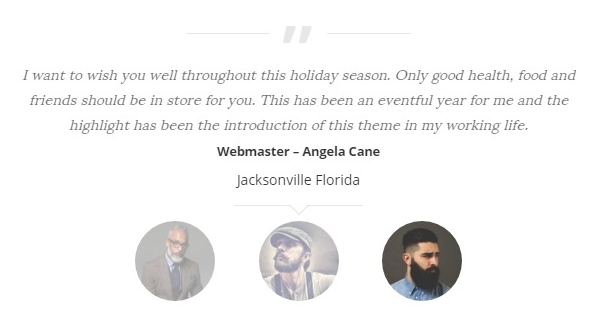 I want to wish you well throughout this holiday season. Only good health, food and
friends should be in store for you. This has been an eventful year for me and the
highlight has been the introduction of this theme in my working life.
Webmaster – Angela Cane
Jacksonville Florida